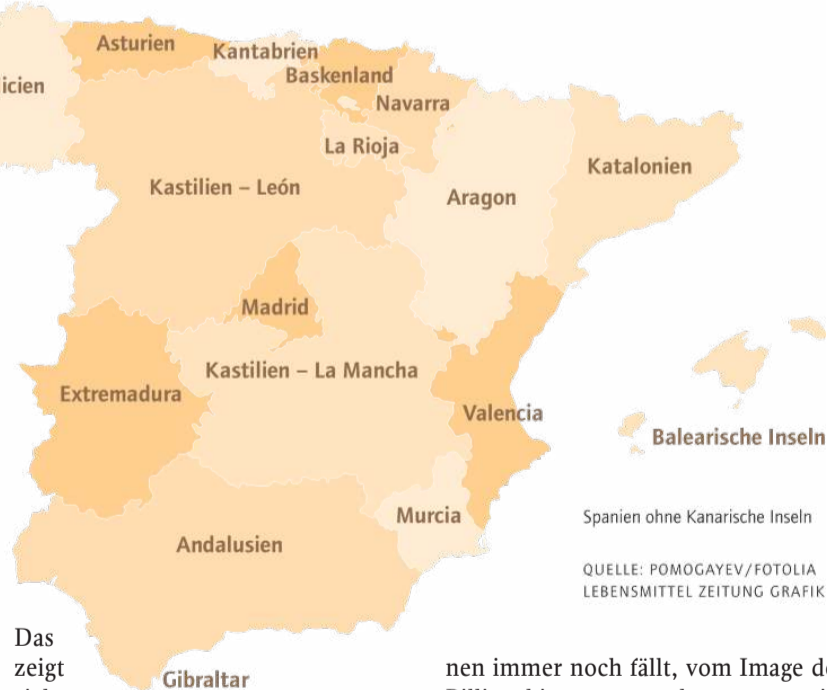 Asturien
Kantabrien
icien
Baskenland
Navarra
La Rioja
Katalonien
Kastilien – León
Aragon
Madrid
Kastilien – La Mancha
Extremadura
Valencia
Balearische Inseln
Murcia
Spanien ohne Kanarische Inseln
Andalusien
QUELLE: POMOGAYEV/FOTOLIA
LEBENSMITTEL ZEITUNG GRAFIK
Das
zeigt
Gibraltar
nen immer noch fällt, vom Image de